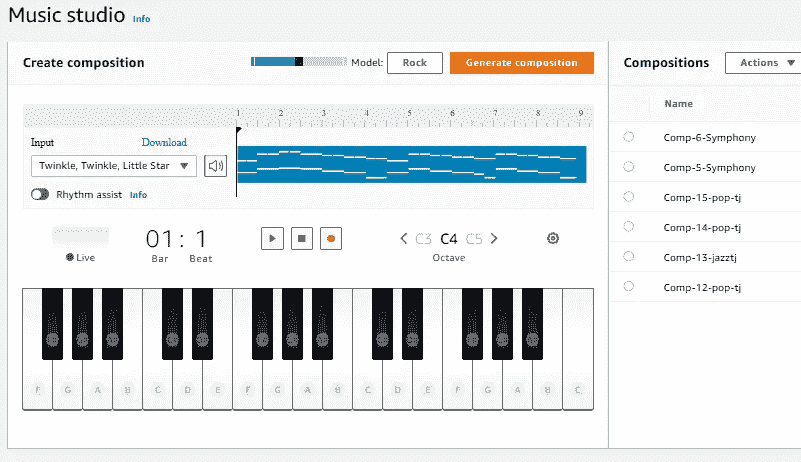 Music studio Info
Create composition
Model: Rock Generate composition
Compositions
Actions
1 2 3 4 5 6 7 8 9
Input Download
Twinkle, Twinkle, Little Star
Rhythm assist Info
Name
Comp-6-Symphony
Comp-5-Symphony
Comp-15-pop-tj
Comp-14-pop-tj
Comp-13-jazztj
Comp-12-pop-tj
Live
01: 1
Bar Beat
C3 C4 C5
Octave
F G A B C D E F G A B C D E F G A B C